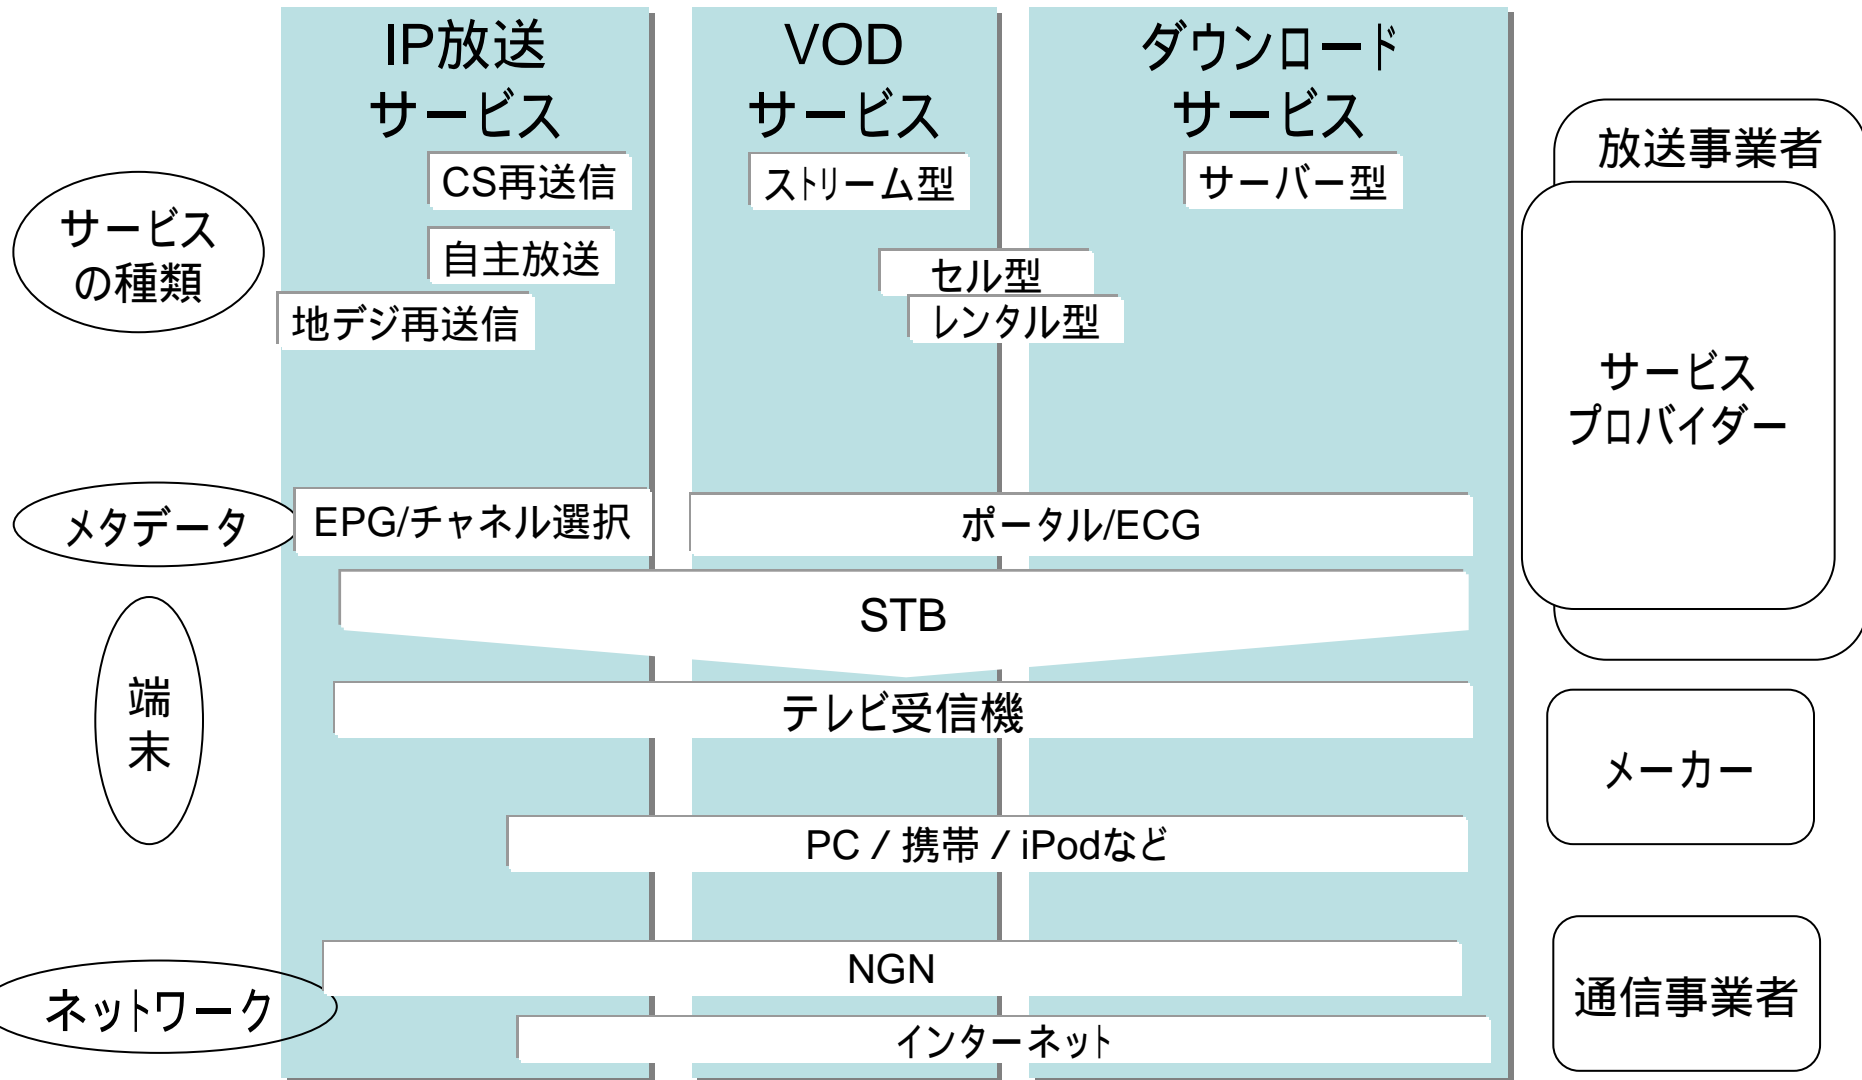 IP放送
サービス
VOD
サービス
ダウンロード
サービス
放送事業者
CS再送信
ストリーム型
サーバー型
サービス
の種類
自主放送
セル型
地デジ再送信
レンタル型
サービス
プロバイダー
メタデータ
EPG/チャネル選択
ポータル/ECG
STB
端
末
テレビ受信機
メーカー
PC / 携帯 / iPodなど
NGN
ネットワーク
通信事業者
インターネット